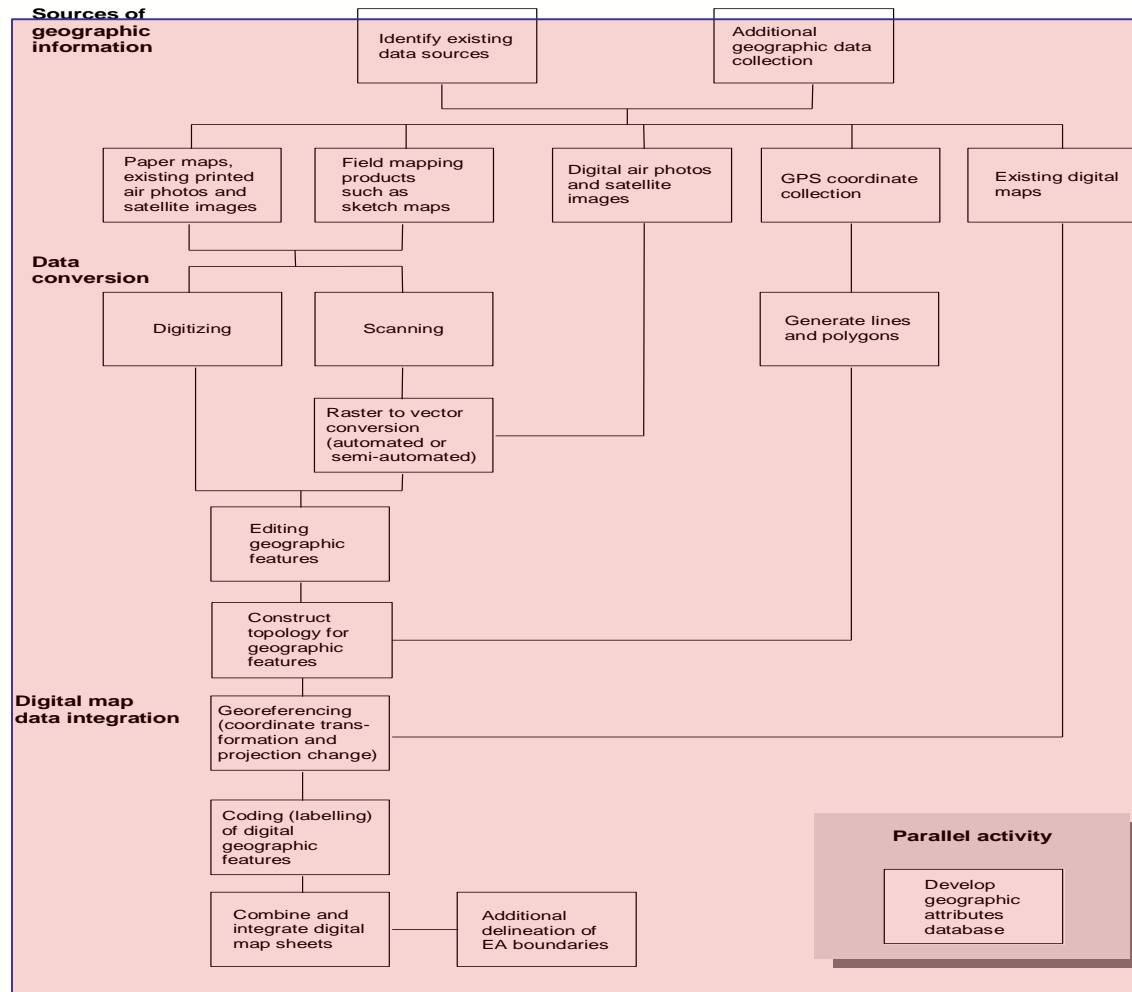 Sources of
geographic
information
Identify existing
data sources
Additional
geographic data
collection
Paper maps,
existing printed
air photos and
satellite images
Field mapping
products
such as
sketch maps
Digital air photos
and satellite
images
GPS coordinate
collection
Existing digital
maps
Data
conversion
Digitizing
Scanning
Generate lines
and polygons
Raster to vector
conversion
(automated or
semi-automated)
Editing
geographic
features
Construct
topology for
geographic
features
Digital map
data integration
Georeferencing
(coordinate trans-
formation and
projection change)
Coding (labelling)
of digital
geographic
features
Combine and
integrate digital
map sheets
Additional
delineation of
EA boundaries
Parallel activity
Develop
geographic
attributes
database